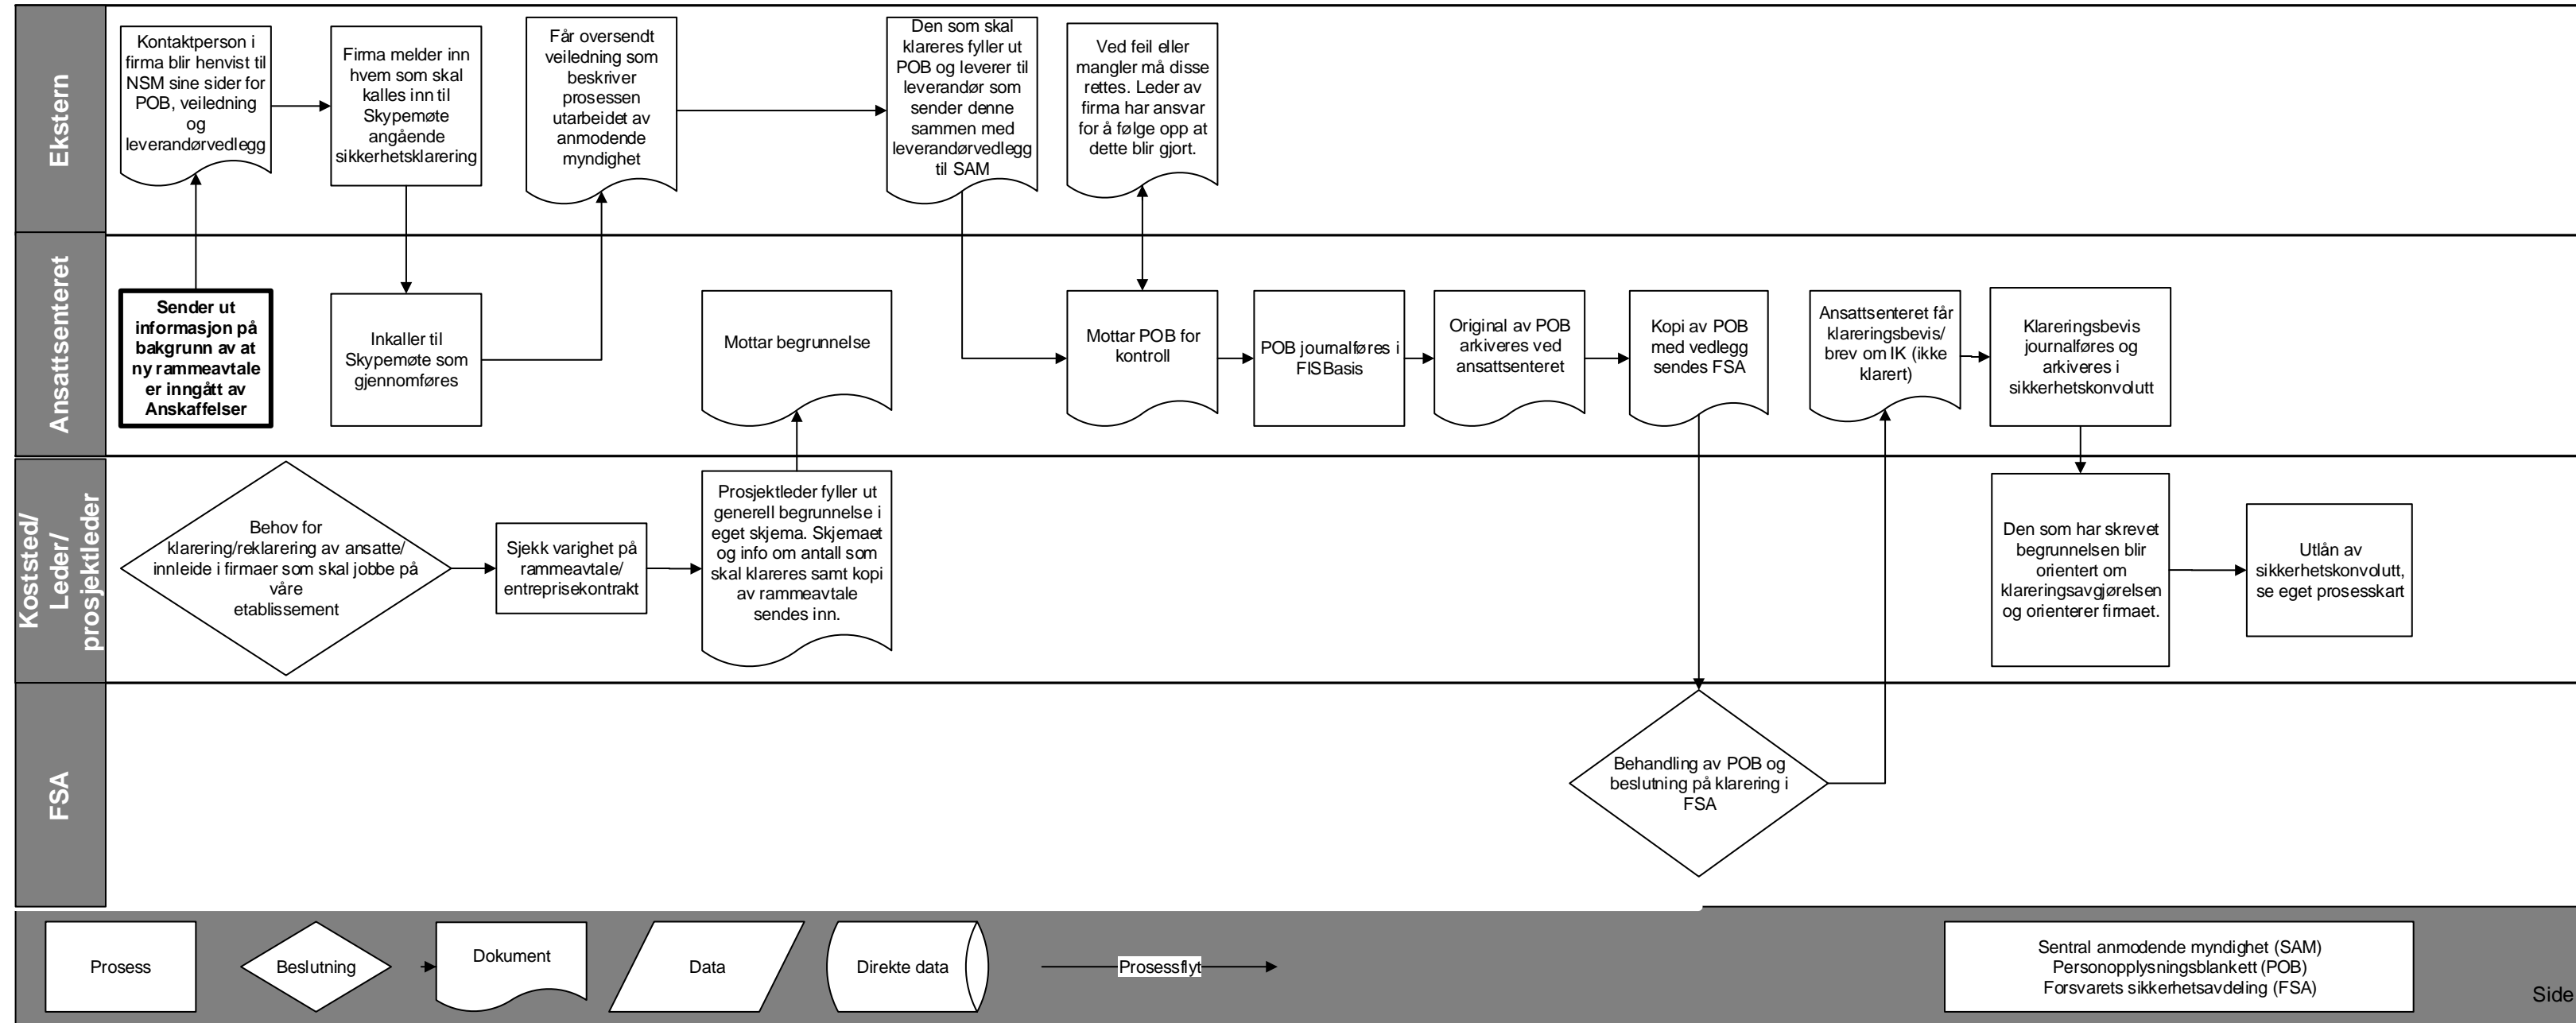 Ekstern
Kontaktperson i
firma blir henvist til
NSM sine sider for
POB, veiledning
og
leverandørvedlegg
Firma melder inn
hvem som skal
kalles inn til
Skypemøte
angående
sikkerhetsklarering
Får oversendt
veiledning som
beskriver
prosessen
utarbeidet av
anmodende
myndighet
Den som skal
klareres fyller ut
POB og leverer til
leverandør som
sender denne
sammen med
leverandørvedlegg
til SAM
Ved feil eller
mangler må disse
rettes. Leder av
firma har ansvar
for å følge opp at
dette blir gjort.
Ansattsenteret
Sender ut
informasjon på
bakgrunn av at
ny rammeavtale
er inngått av
Anskaffelser
Inkaller til
Skypemøte som
gjennomføres
Mottar begrunnelse
Mottar POB for
kontroll
POB journalføres i
FISBasis
Original av POB
arkiveres ved
ansattsenteret
Kopi av POB
med vedlegg
sendes FSA
Ansattsenteret får
klareringsbevis/
brev om IK (ikke
klarert)
Klareringsbevis
journalføres og
arkiveres i
sikkerhetskonvolutt
Koststed/
Leder/
prosjektleder
Behov for
klarering/reklarering av ansatte/
innleide i firmaer som skal jobbe på
våre
etablissement
Sjekk varighet på
rammeavtale/
entreprisekontrakt
Prosjektleder fyller ut
generell begrunnelse i
eget skjema. Skjemaet
og info om antall som
skal klareres samt kopi
av rammeavtale
sendes inn.
Den som har skrevet
begrunnelsen blir
orientert om
klareringsavgjørelsen
og orienterer firmaet.
Utlån av
sikkerhetskonvolutt,
se eget prosesskart
FSA
Behandling av POB og
beslutning på klarering i
FSA
Prosess
Beslutning
Dokument
Data
Direkte data
Prosessflyt
Sentral anmodende myndighet (SAM)
Personopplysningsblankett (POB)
Forsvarets sikkerhetsavdeling (FSA)
Side